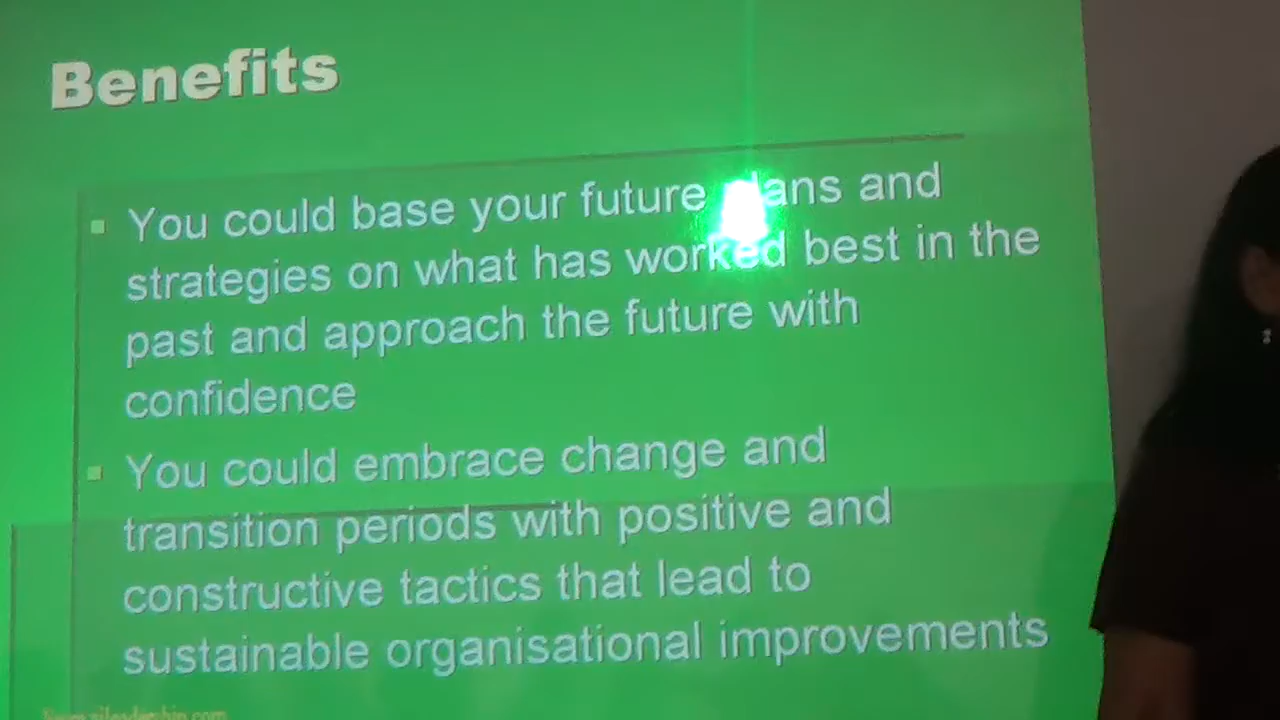 Benefits
You could base your future plans and
strategies on what has worked best in the
past and approach the future with
confidence
You could embrace change and
transition periods with positive and
constructive tactics that lead to
sustainable organisational improvements